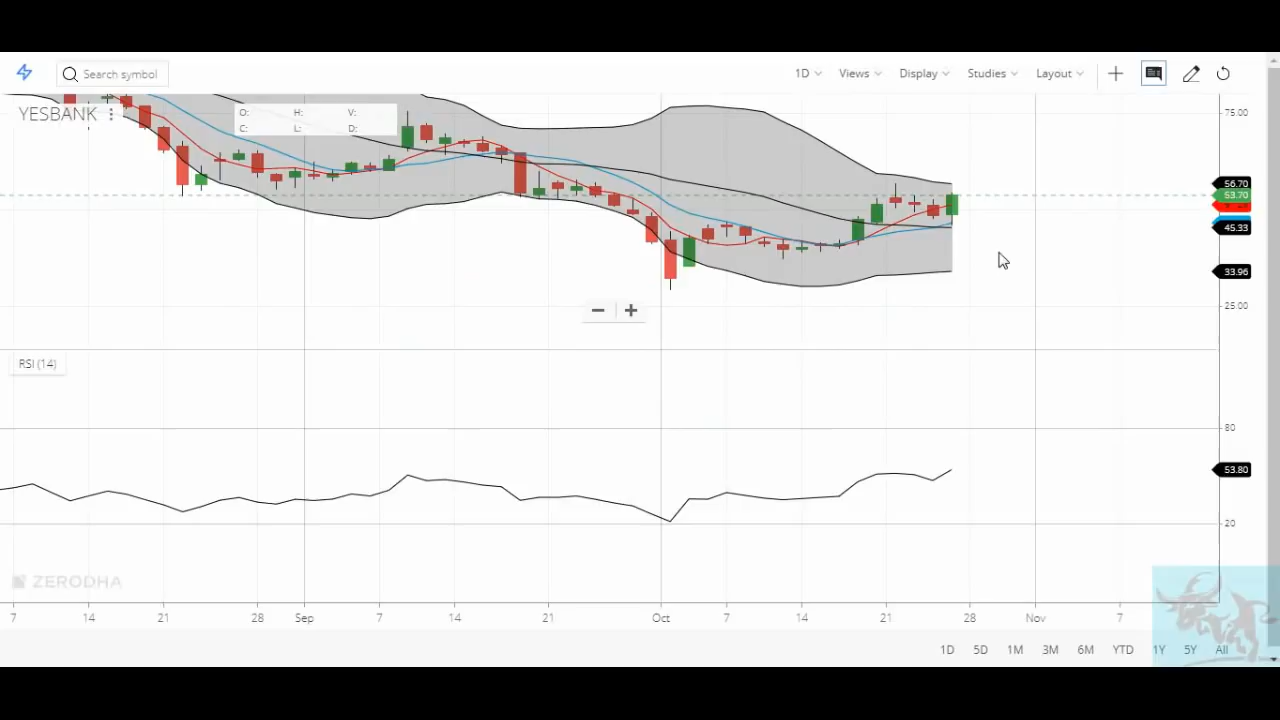 Search symbol 1D Views Display Studies Layout
YESBANK
O: H: V:
C: L: D:
75.00
56.70
53.70
45.33
33.96
25.00
RSI (14)
80
53.80
20
ZERODHA
7 14 21 28 Sep 7 14 21 Oct 7 14 21 28 Nov 7
1D 5D 1M 3M 6M YTD 1Y 5Y All